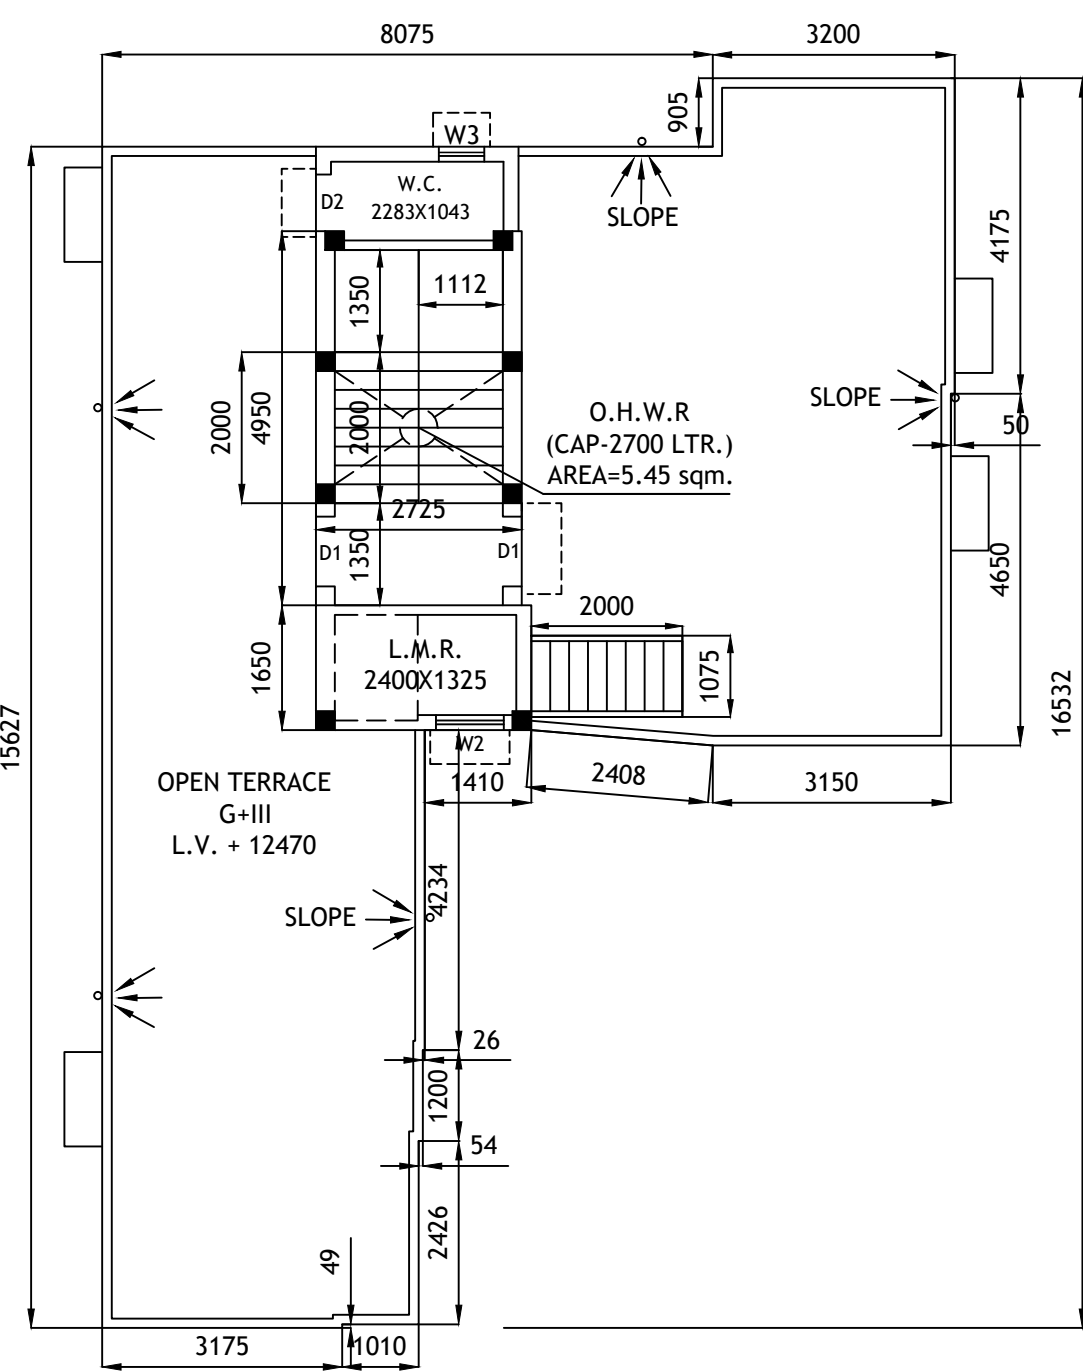 8075
3200
905
W3
W.C.
2283X1043
D2
SLOPE
4175
1350
1112
2000
4950
2000
O.H.W.R
(CAP-2700 LTR.)
AREA=5.45 sqm.
SLOPE
50
2725
D1
1350
D1
4650
2000
1650
L.M.R.
2400X1325
1075
15627
16532
W2
1410
2408
3150
OPEN TERRACE
G+III
L.V. + 12470
4234
SLOPE
26
1200
54
2426
49
3175
1010